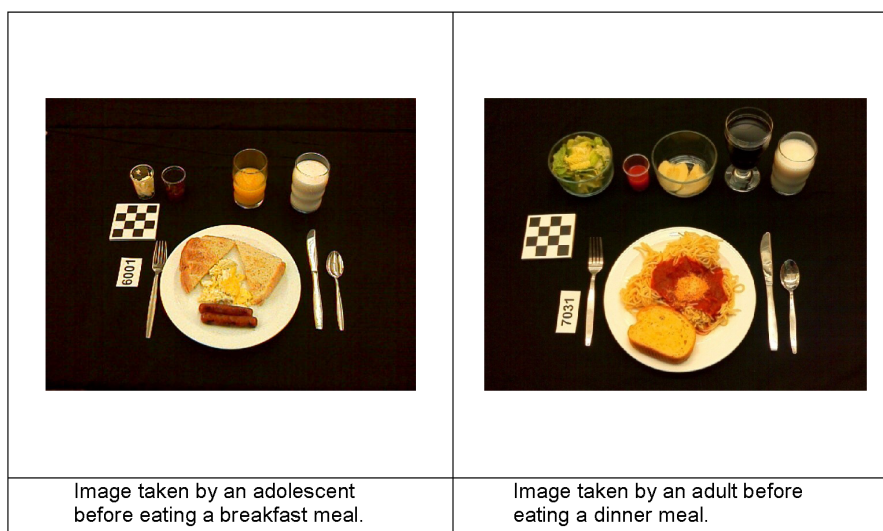 6001
7031
Image taken by an adolescent
before eating a breakfast meal.
Image taken by an adult before
eating a dinner meal.